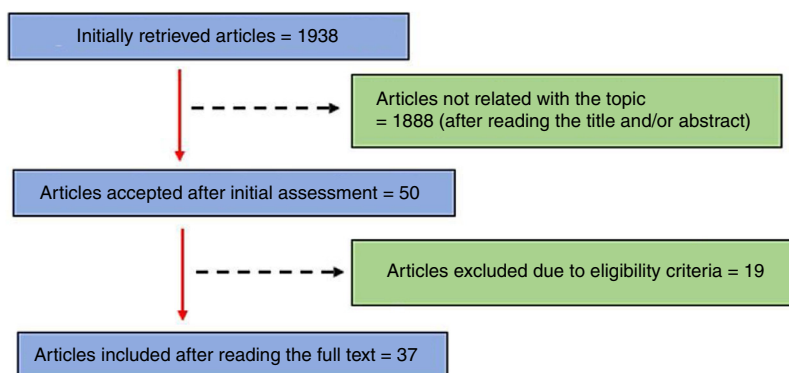 Initially retrieved articles = 1938
Articles not related with the topic
= 1888 (after reading the title and/or abstract)
Articles accepted after initial assessment = 50
Articles excluded due to eligibility criteria = 19
Articles included after reading the full text = 37